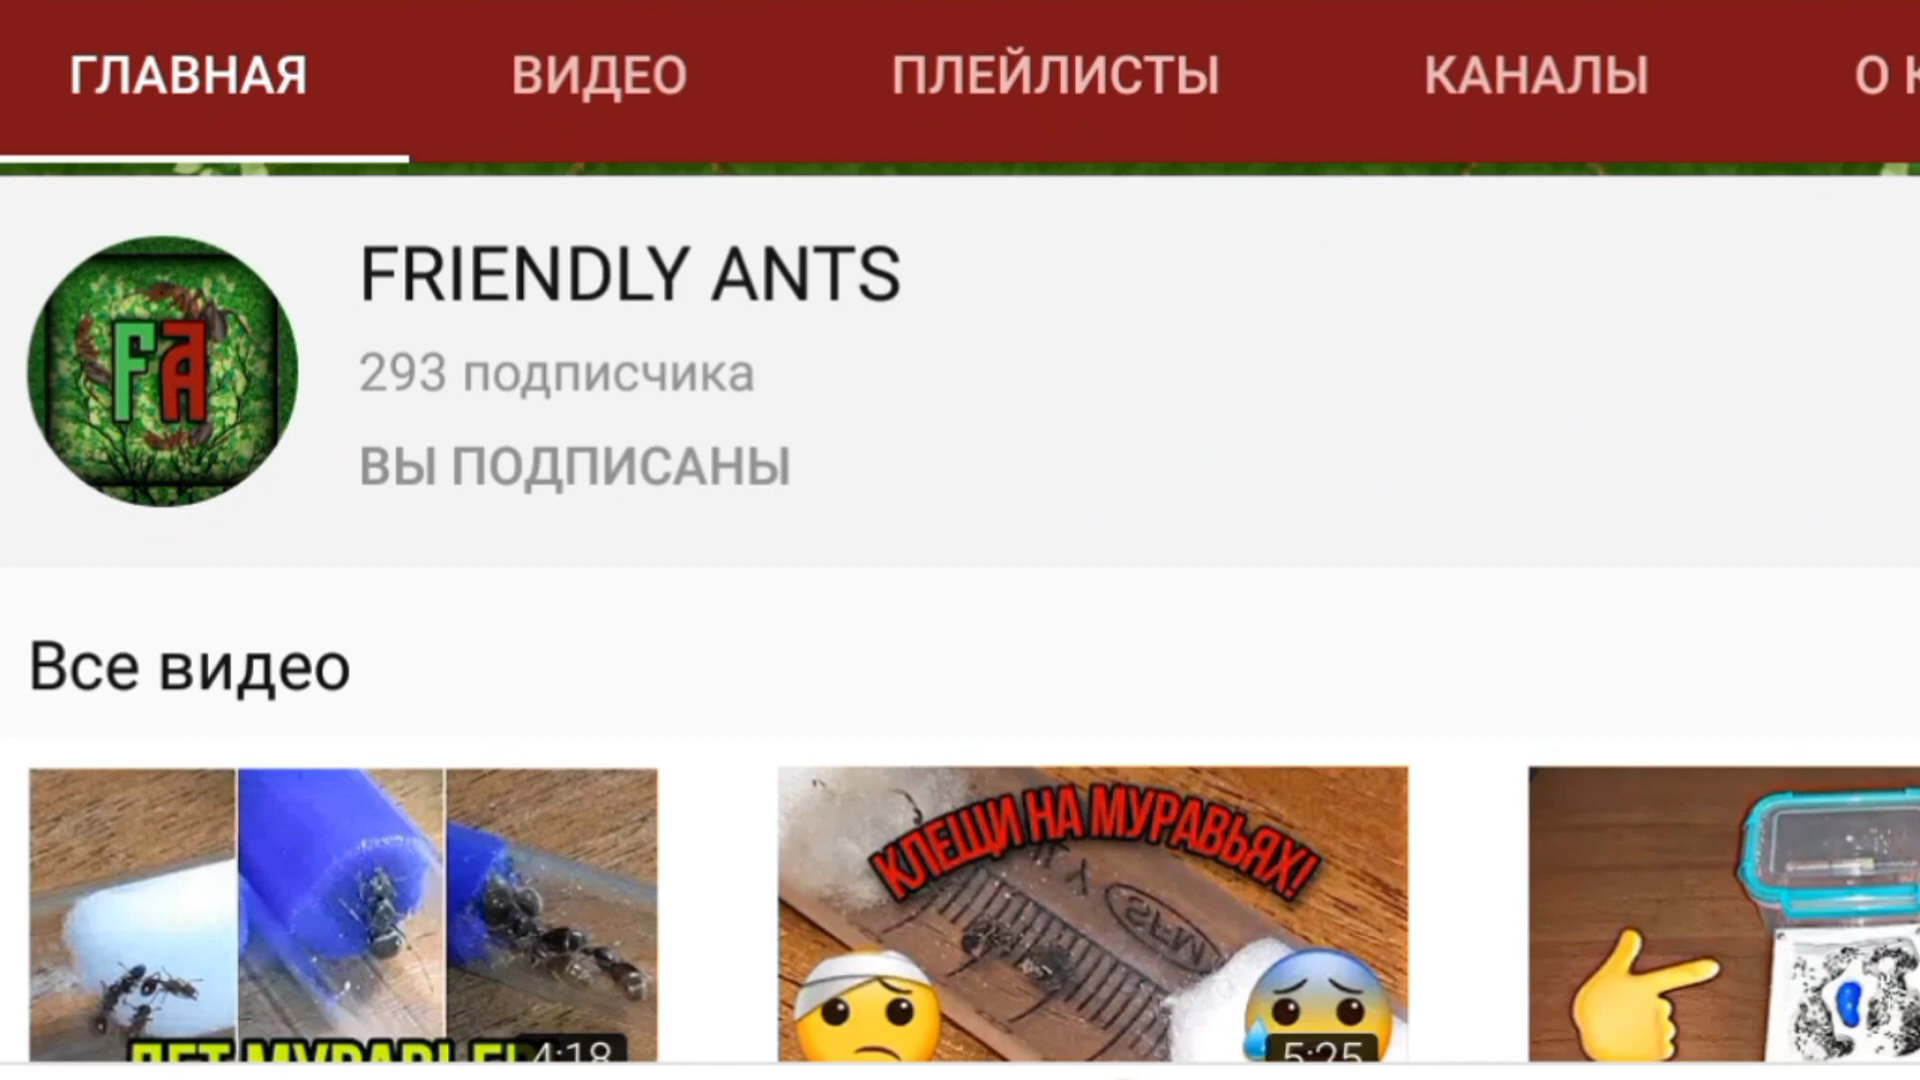 ГЛАВНАЯ ВИДЕО ПЛЕЙЛИСТЫ КАНАЛЫ О
FRIENDLY ANTS
FA
293 подписчика
ВЫ ПОДПИСАНЫ
Все видео
КЛЕЩИ НА МУРАВЬЯХ!
4:18
5:25